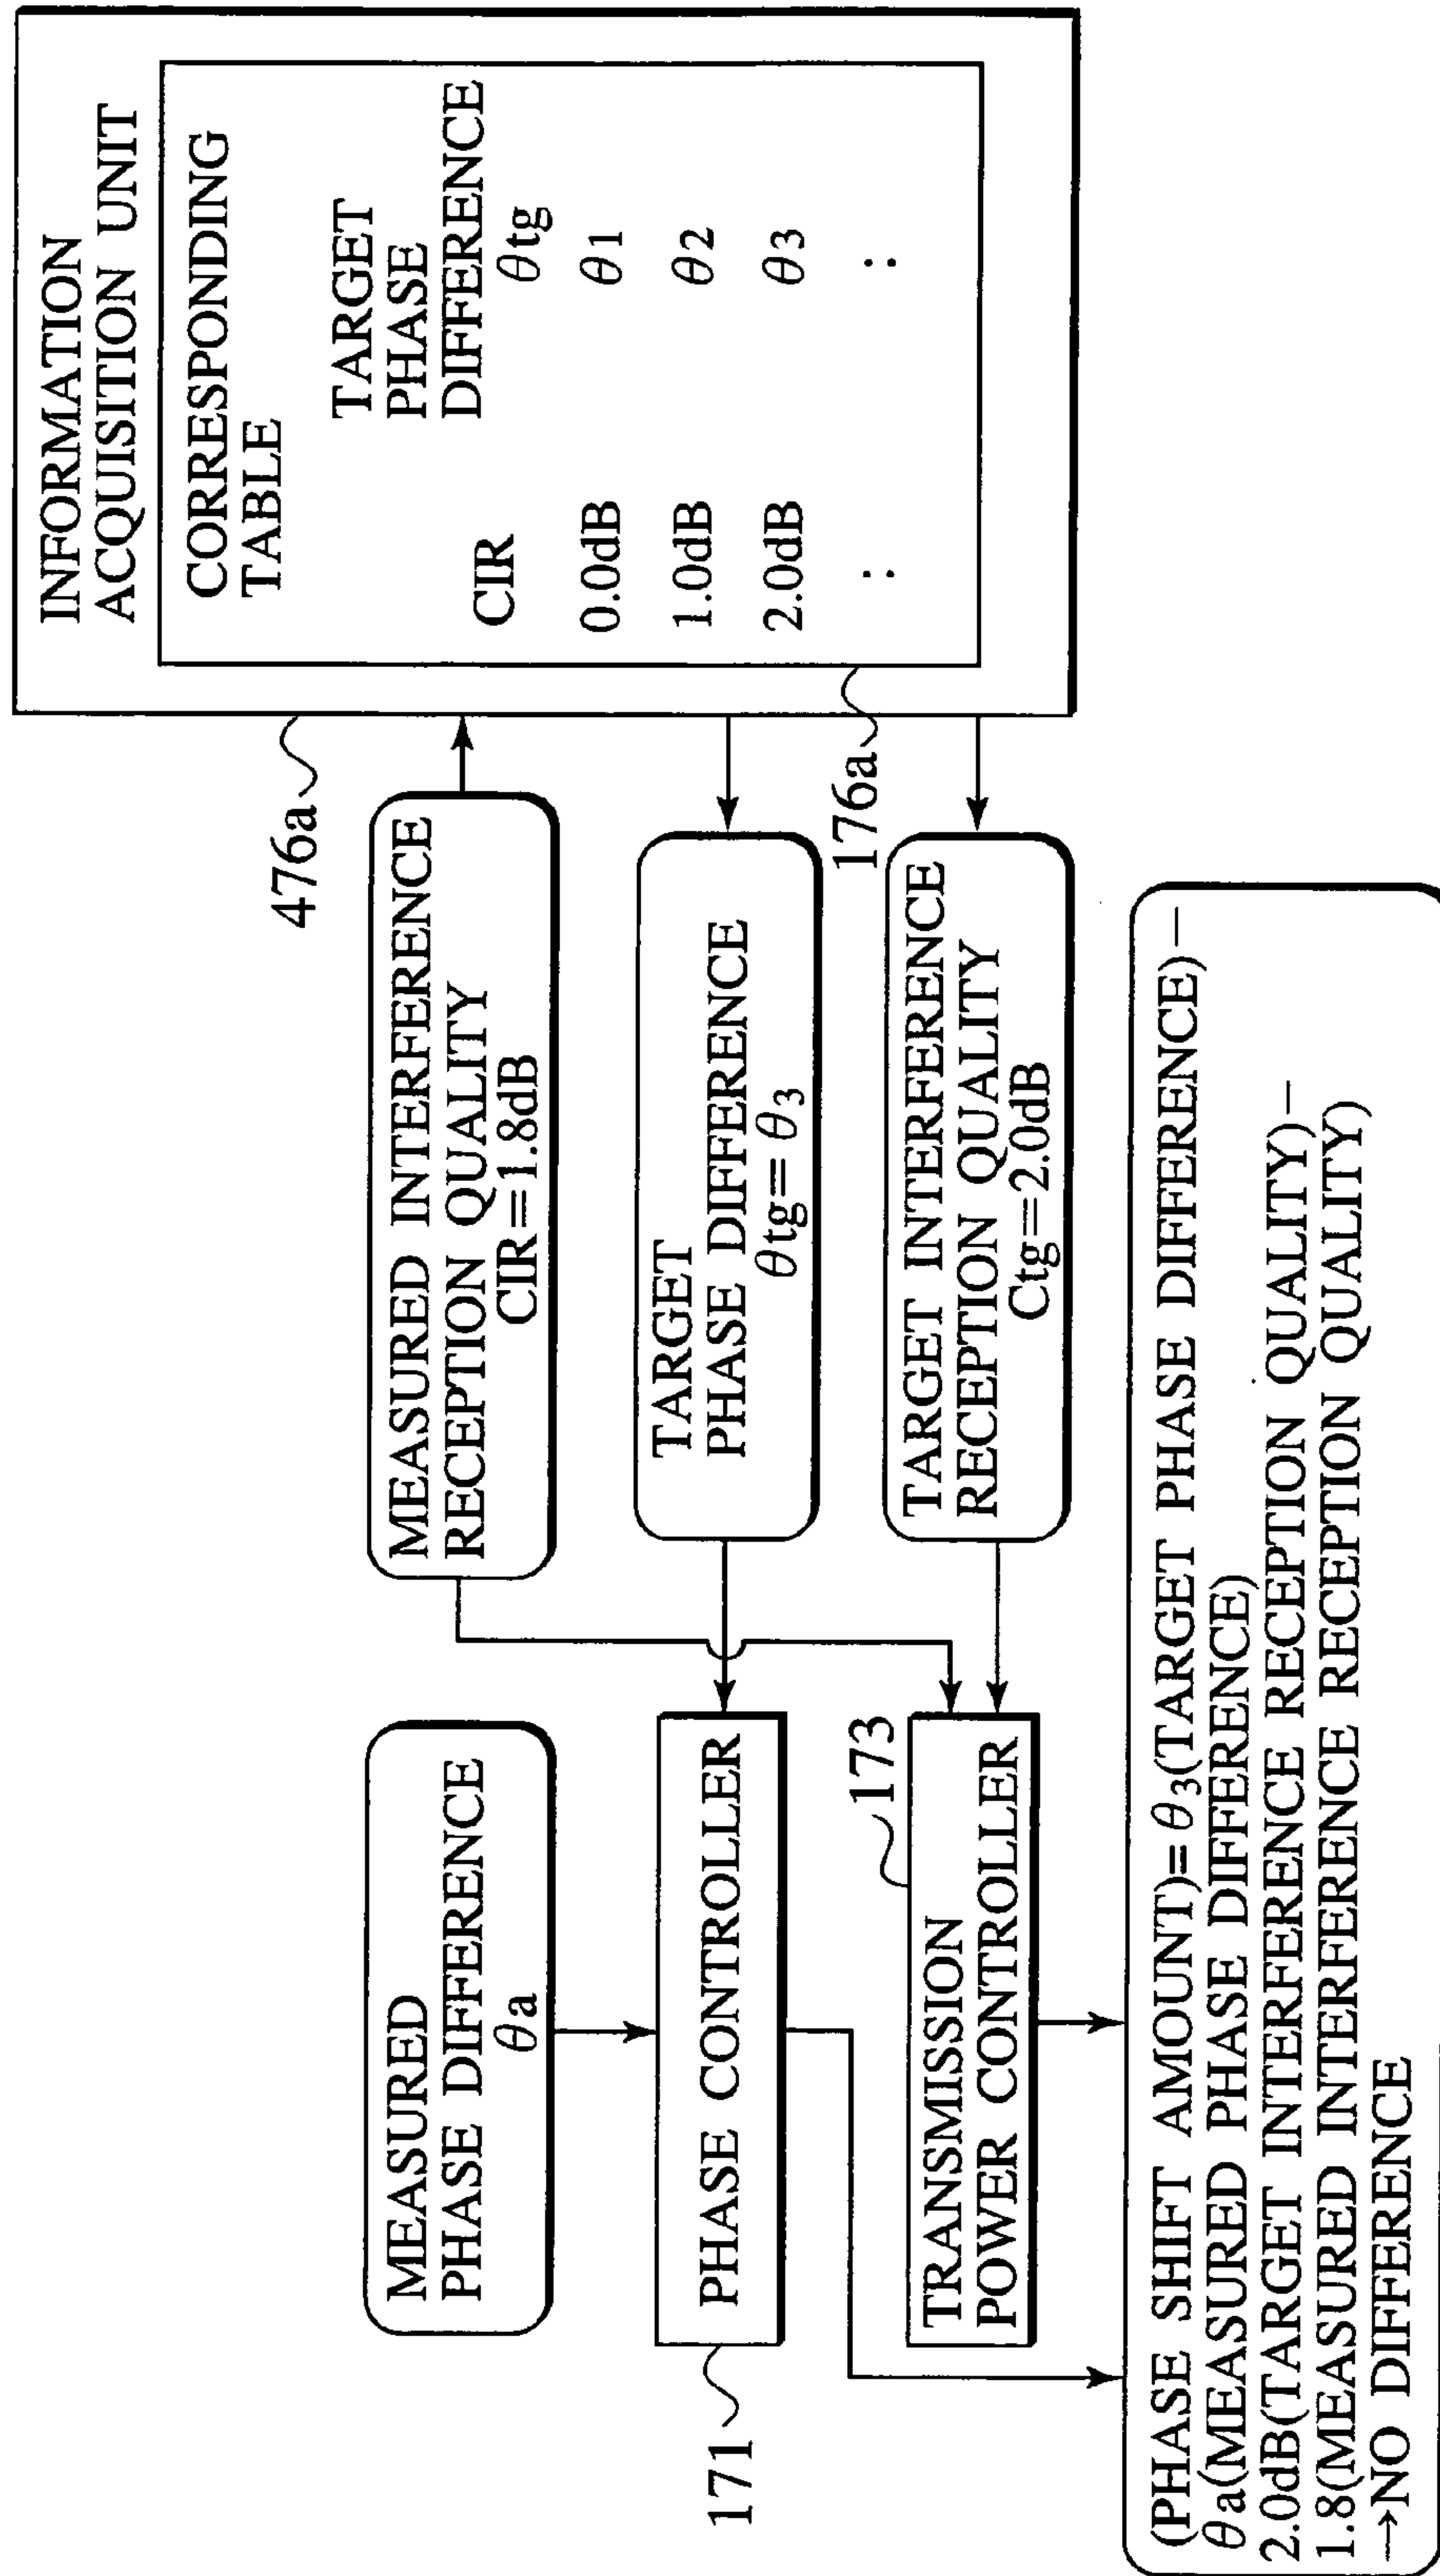 INFORMATION
ACQUISITION UNIT
CORRESPONDING
TABLE
TARGET
PHASE
DIFFERENCE
CIR θtg
0.0dB θ1
1.0dB θ2
2.0dB θ3
: :
476a
176a
MEASURED INTERFERENCE
RECEPTION QUALITY
CIR=1.8dB
TARGET
PHASE DIFFERENCE
θtg=θ3
TARGET INTERFERENCE
RECEPTION QUALITY
Ctg=2.0dB
MEASURED
PHASE DIFFERENCE
θa
PHASE CONTROLLER
171
TRANSMISSION
POWER CONTROLLER
173
(PHASE SHIFT AMOUNT)=θ3(TARGET PHASE DIFFERENCE)—
θa(MEASURED PHASE DIFFERENCE)
2.0dB(TARGET INTERFERENCE RECEPTION QUALITY)—
1.8(MEASURED INTERFERENCE RECEPTION QUALITY)
→NO DIFFERENCE